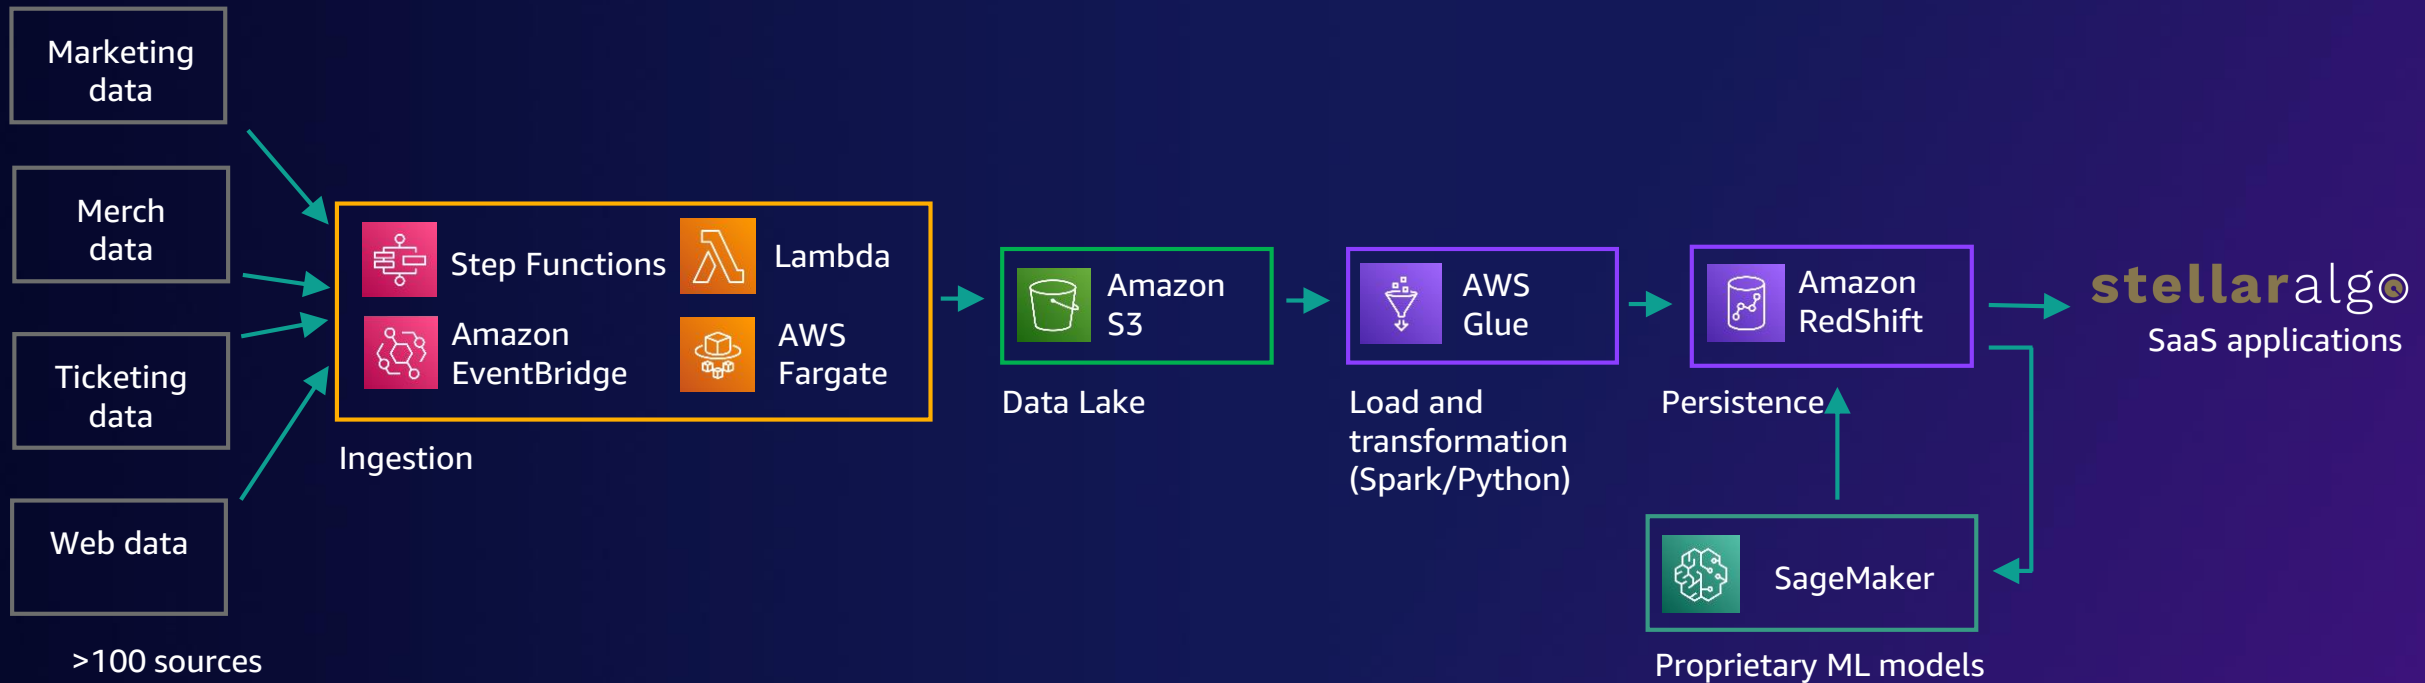 Marketing
data
Merch
data
Ticketing
data
Web data
>100 sources
Step Functions
Lambda
Amazon
EventBridge
AWS
Fargate
Ingestion
Amazon
S3
Data Lake
AWS
Glue
Load and
transformation
(Spark/Python)
Amazon
RedShift
Persistence
SageMaker
Proprietary ML models
stellaralgo
SaaS applications